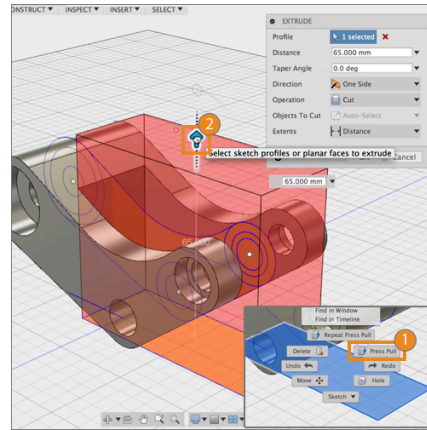 ONSTRUCT ▼ INSPECT ▼ INSERT ▼ SELECT ▼
EXTRUDE
Profile 1 selected
Distance 65.000 mm
Taper Angle 0.0 deg
Direction One Side
Operation Cut
Objects To Cut Auto-Select
Extents Distance
2
Select sketch profiles or planar faces to extrude
Cancel
65.000 mm
Find in Window
Find in Timeline
1
Repeat Press Pull
Delete Press Pull
Undo Redo
Move Hole
Sketch ▼